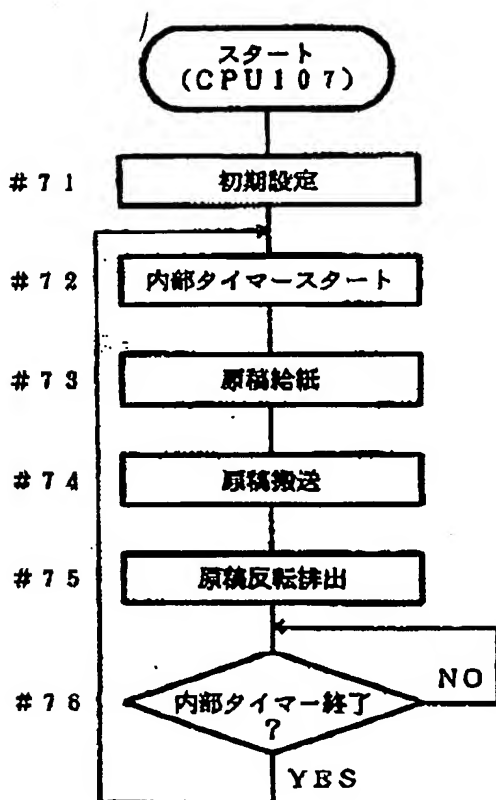 スタート
(CPU107)
#71
初期設定
#72
内部タイマースタート
#73
原稿給紙
#74
原稿搬送
#75
原稿反転排出
#76
内部タイマー終了
?
NO
YES